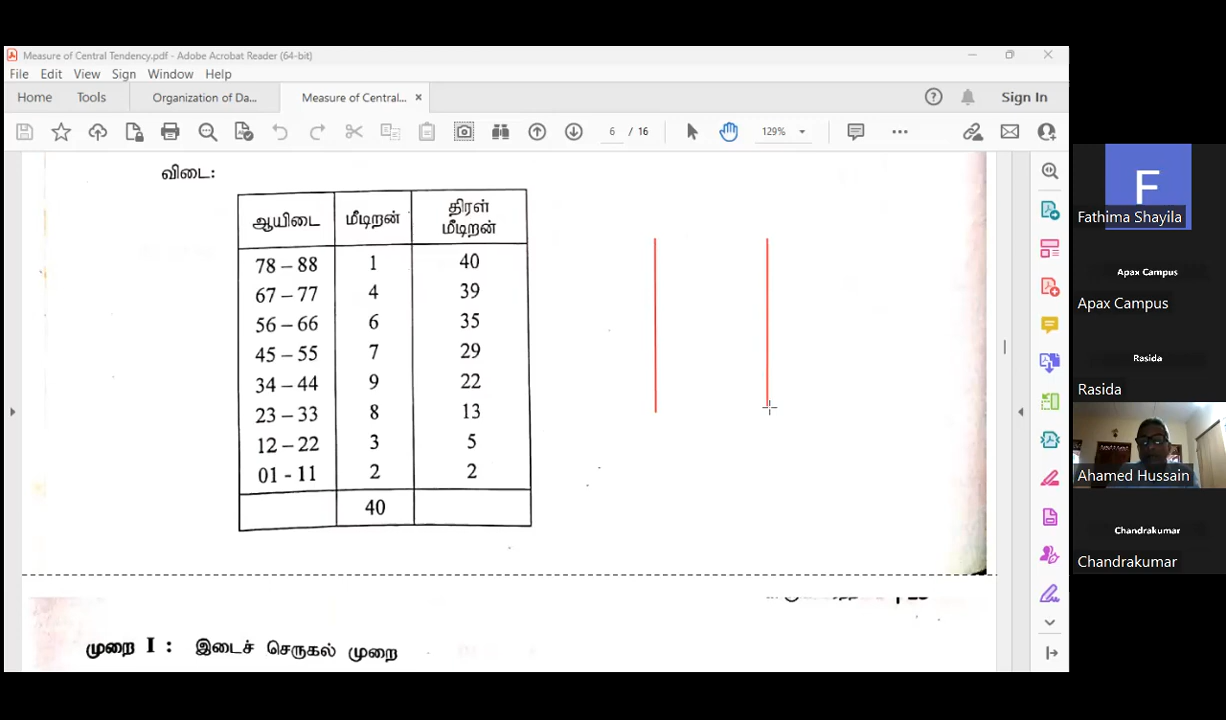 Measure of Central Tendency.pdf - Adobe Acrobat Reader (64-bit)
File Edit View Sign Window Help
Home Tools Organization of Da... Measure of Central... × Sign In
6 / 16 129%
விடை:
ஆயிடை மீடிறன் திரள் மீடிறன்
78 – 88 1 40
67 – 77 4 39
56 – 66 6 35
45 – 55 7 29
34 – 44 9 22
23 – 33 8 13
12 – 22 3 5
01 - 11 2 2
40
முறை I : இடைச் செருகல் முறை
F
Fathima Shayila
Apax Campus
Apax Campus
Rasida
Rasida
Ahamed Hussain
Chandrakumar
Chandrakumar